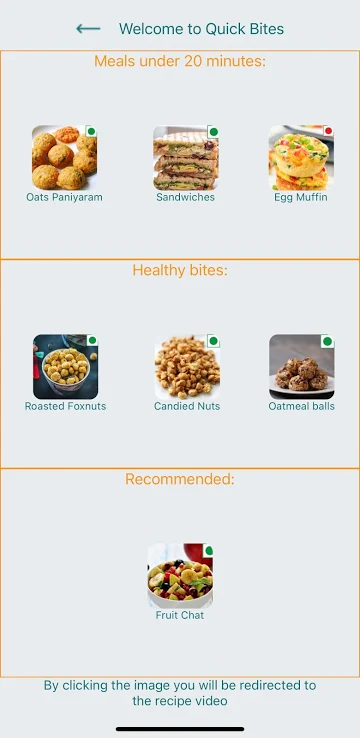 Welcome to Quick Bites
Meals under 20 minutes:
Oats Paniyaram
Sandwiches
Egg Muffin
Healthy bites:
Roasted Foxnuts
Candied Nuts
Oatmeal balls
Recommended:
Fruit Chat
By clicking the image you will be redirected to
the recipe video